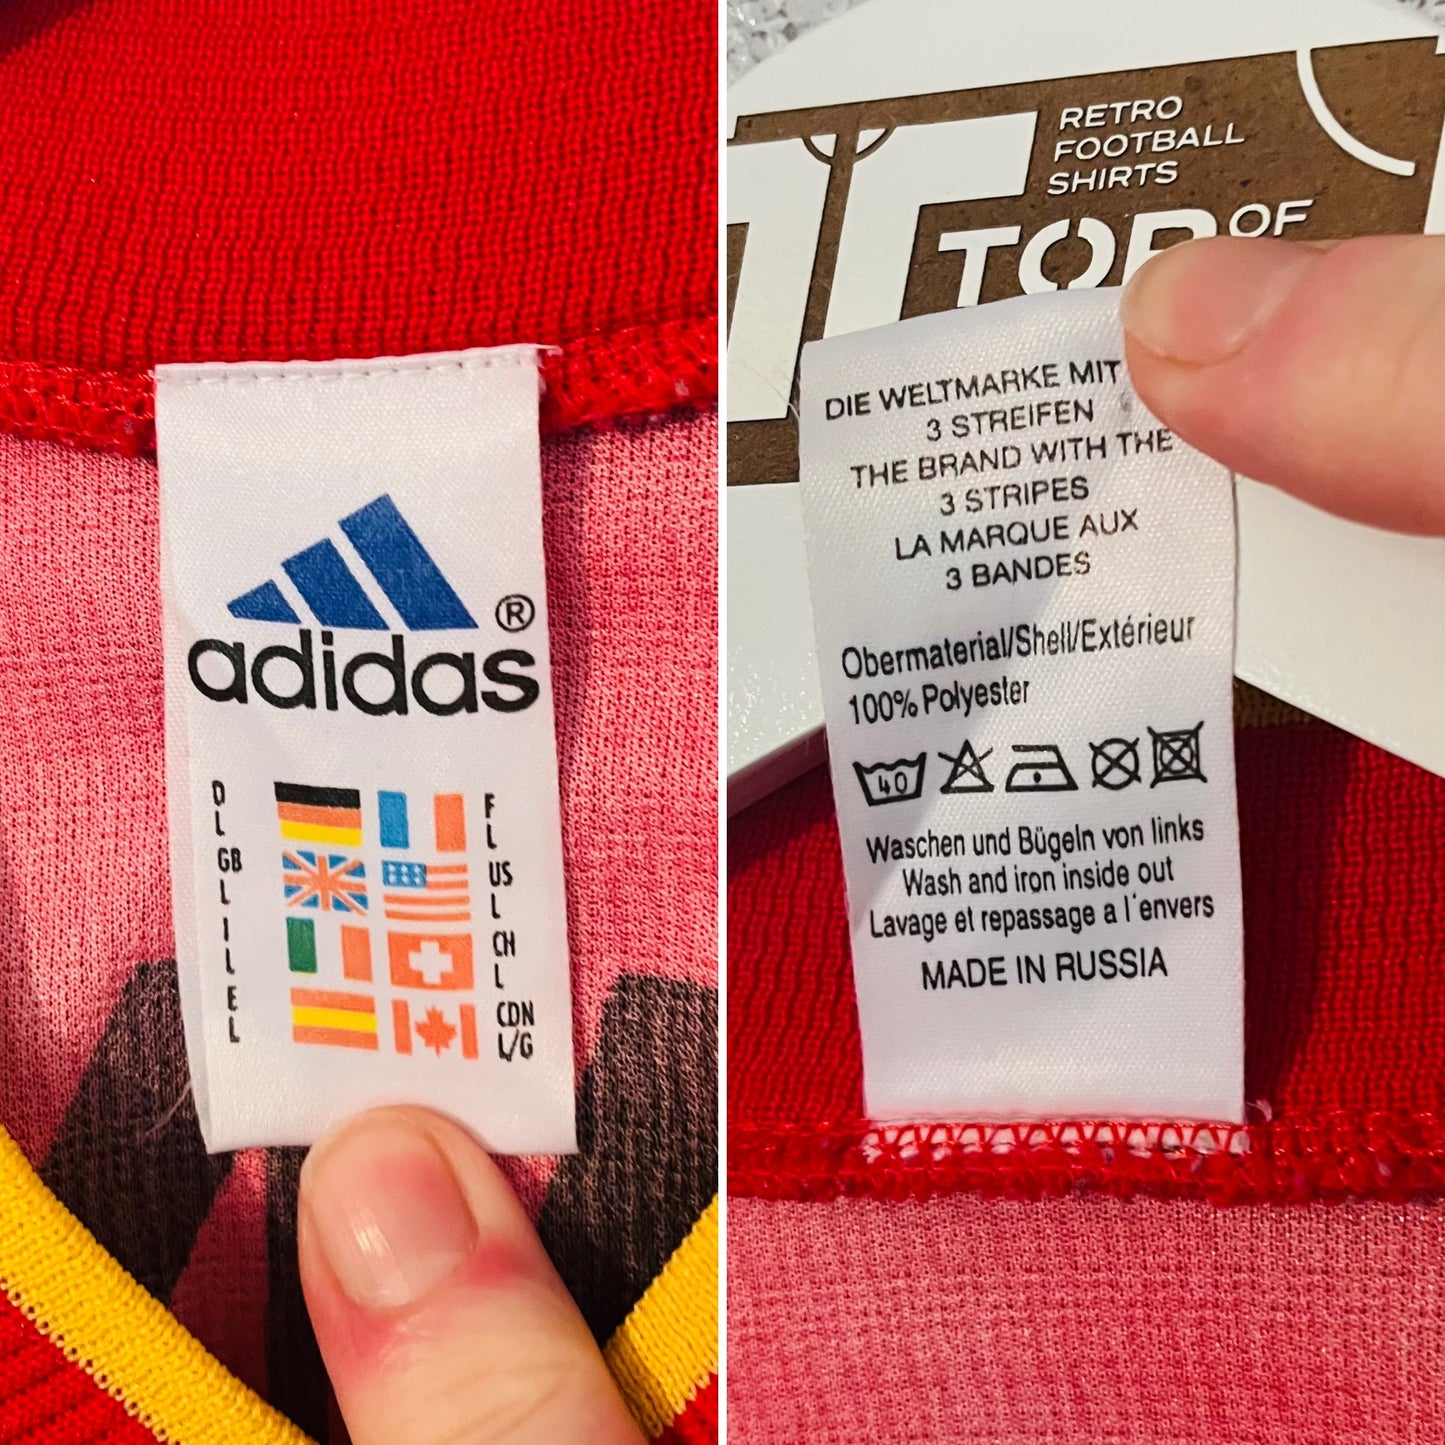 adidas®
D
L
GB
L
I
L
E
L
F
L
US
L
CH
L
CDN
L/G
RETRO
FOOTBALL
SHIRTS
OF
DIE WELTMARKE MIT
3 STREIFEN
THE BRAND WITH THE
3 STRIPES
LA MARQUE AUX
3 BANDES
Obermaterial/Shell/Extérieur
100% Polyester
40
Waschen und Bügeln von links
Wash and iron inside out
Lavage et repassage a l'envers
MADE IN RUSSIA